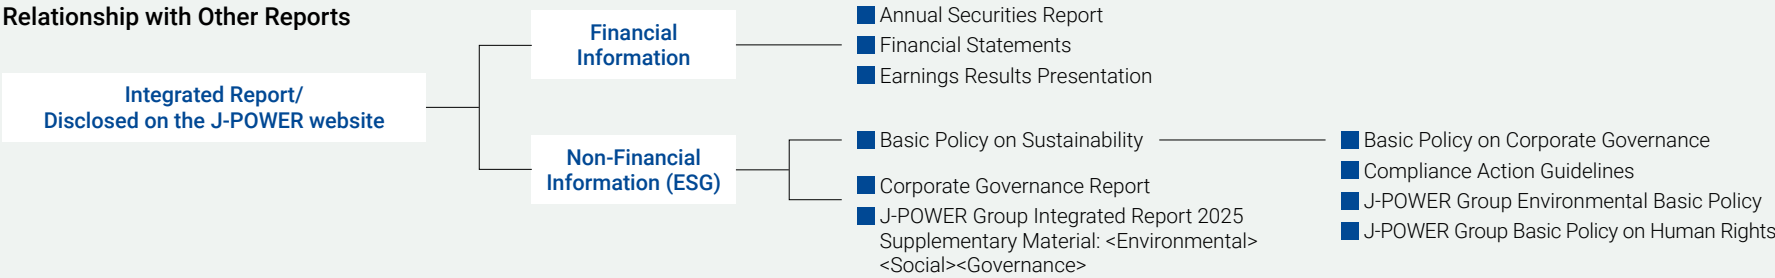 Relationship with Other Reports
Integrated Report/
Disclosed on the J-POWER website
Financial
Information
Annual Securities Report
Financial Statements
Earnings Results Presentation
Non-Financial
Information (ESG)
Basic Policy on Sustainability
Corporate Governance Report
J-POWER Group Integrated Report 2025
Supplementary Material: <Environmental>
<Social><Governance>
Basic Policy on Corporate Governance
Compliance Action Guidelines
J-POWER Group Environmental Basic Policy
J-POWER Group Basic Policy on Human Rights